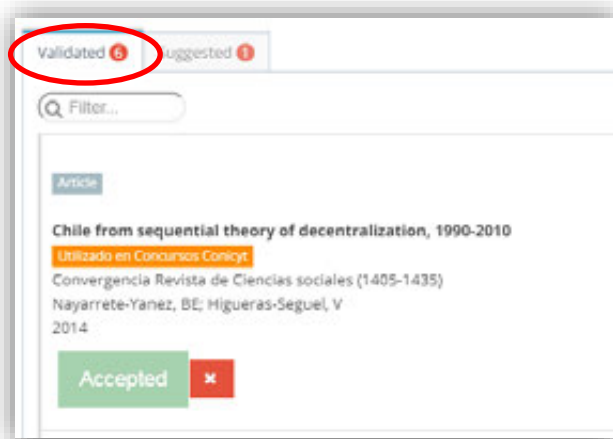 Validated 6 Suggested 1
Filter...
Article
Chile from sequential theory of decentralization, 1990-2010
Utilizado en Concursos Conicyt
Convergencia Revista de Ciencias sociales (1405-1435)
Nayarrete-Yanez, BE; Higueras-Seguel, V
2014
Accepted ×